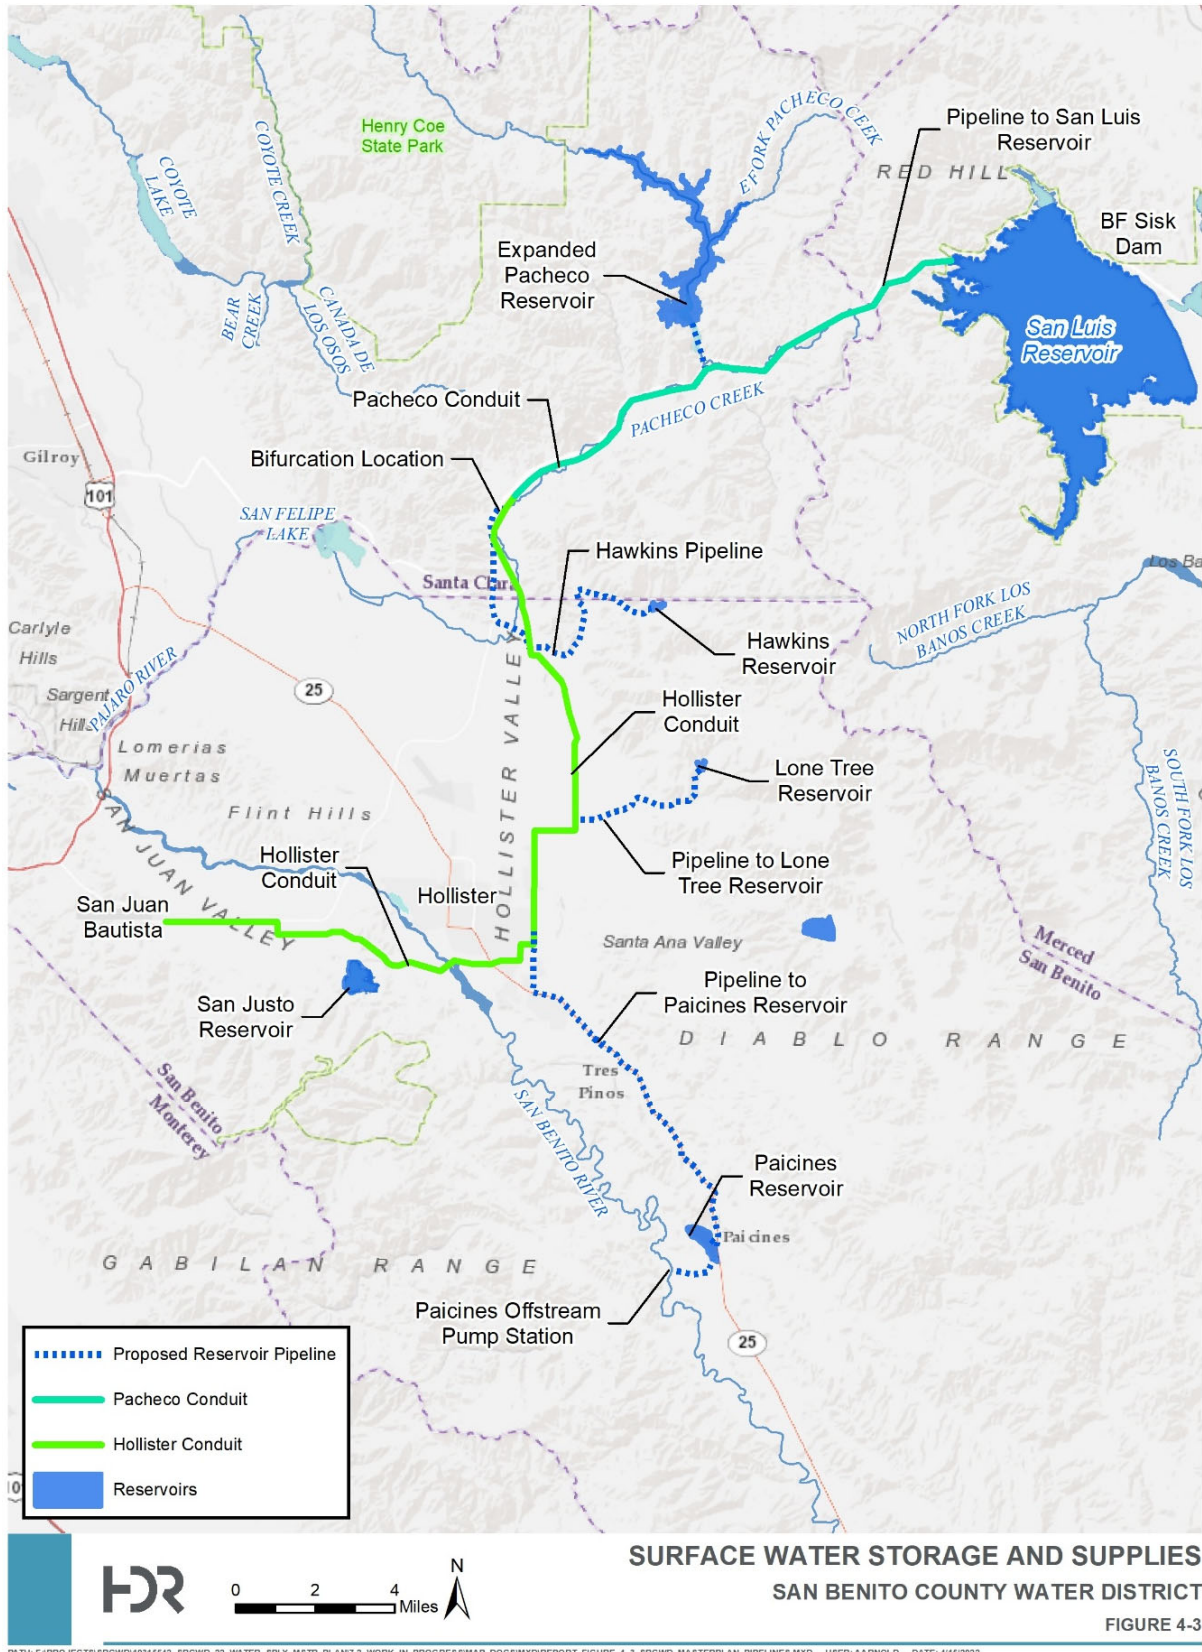 Henry Coe
State Park
EFORK PACHECO CEEK
Pipeline to San Luis
Reservoir
RED HILL
COYOTE
LAKE
COYOTE CREEK
BF Sisk
Dam
Expanded
Pacheco
Reservoir
BEAR
CREEK
CANADA DE
LOS OSOS
San Luis
Reservoir
Pacheco Conduit
PACHECO CREEK
Gilroy
Bifurcation Location
101
SAN FELIPE
LAKE
Hawkins Pipeline
Santa Clar
Los Ba
NORTH FORK LOS
BANOS CREEK
Carlyle
Hills
Hawkins
Reservoir
PAJARO RIVER
25
Sargent
Hills
Hollister
Conduit
Lomerias
Muertas
HOLLISTER VALLEY
Lone Tree
Reservoir
SOUTH FORK LOS
BANOS CREEK
SAN JUAN VALLEY
Flint Hills
Hollister
Conduit
Pipeline to Lone
Tree Reservoir
Hollister
San Juan
Bautista
Santa Ana Valley
Merced
San Benito
Pipeline to
Paicines Reservoir
San Justo
Reservoir
DIABLO RANGE
Tres
Pinos
San Benito
Monterey
SAN BENITO RIVER
Paicines
Reservoir
Paicines
GABILAN RANGE
Paicines Offstream
Pump Station
25
Proposed Reservoir Pipeline
Pacheco Conduit
Hollister Conduit
Reservoirs
SURFACE WATER STORAGE AND SUPPLIES
SAN BENITO COUNTY WATER DISTRICT
FIGURE 4-3
HDR
0 2 4
Miles
N